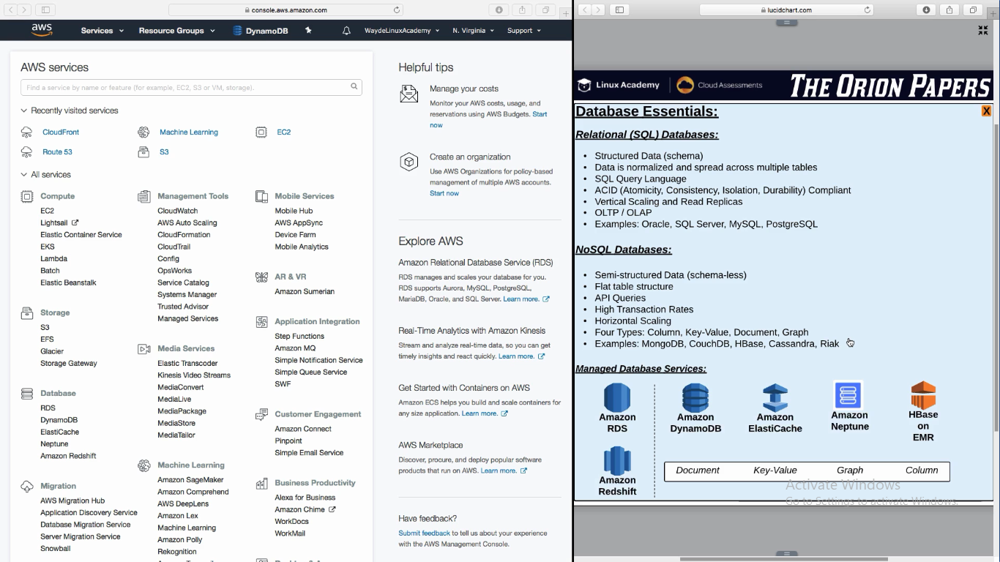 console.aws.amazon.com
aws
Services
Resource Groups
DynamoDB
WaydeLinuxAcademy
N. Virginia
Support
AWS services
Find a service by name or feature (for example, EC2, S3 or VM, storage).
Recently visited services
CloudFront
Machine Learning
EC2
Route 53
S3
All services
Compute
EC2
Lightsail
Elastic Container Service
EKS
Lambda
Batch
Elastic Beanstalk
Storage
S3
EFS
Glacier
Storage Gateway
Database
RDS
DynamoDB
ElastiCache
Neptune
Amazon Redshift
Migration
AWS Migration Hub
Application Discovery Service
Database Migration Service
Server Migration Service
Snowball
Management Tools
CloudWatch
AWS Auto Scaling
CloudFormation
CloudTrail
Config
OpsWorks
Service Catalog
Systems Manager
Trusted Advisor
Managed Services
Media Services
Elastic Transcoder
Kinesis Video Streams
MediaConvert
MediaLive
MediaPackage
MediaStore
MediaTailor
Machine Learning
Amazon SageMaker
Amazon Comprehend
AWS DeepLens
Amazon Lex
Machine Learning
Amazon Polly
Rekognition
Mobile Services
Mobile Hub
AWS AppSync
Device Farm
Mobile Analytics
AR & VR
Amazon Sumerian
Application Integration
Step Functions
Amazon MQ
Simple Notification Service
Simple Queue Service
SWF
Customer Engagement
Amazon Connect
Pinpoint
Simple Email Service
Business Productivity
Alexa for Business
Amazon Chime
WorkDocs
WorkMail
Helpful tips
Manage your costs
Monitor your AWS costs, usage, and
reservations using AWS Budgets. Start
now
Create an organization
Use AWS Organizations for policy-based
management of multiple AWS accounts.
Start now
Explore AWS
Amazon Relational Database Service (RDS)
RDS manages and scales your database for you.
RDS supports Aurora, MySQL, PostgreSQL,
MariaDB, Oracle, and SQL Server. Learn more.
Real-Time Analytics with Amazon Kinesis
Stream and analyze real-time data, so you can get
timely insights and react quickly. Learn more.
Get Started with Containers on AWS
Amazon ECS helps you build and scale containers for
any size application. Learn more.
AWS Marketplace
Discover, procure, and deploy popular software
products that run on AWS. Learn more.
Have feedback?
Submit feedback to tell us about your experience
with the AWS Management Console.
lucidchart.com
Linux Academy
Cloud Assessments
THE ORION PAPERS
Database Essentials:
X
Relational (SQL) Databases:
• Structured Data (schema)
• Data is normalized and spread across multiple tables
• SQL Query Language
• ACID (Atomicity, Consistency, Isolation, Durability) Compliant
• Vertical Scaling and Read Replicas
• OLTP / OLAP
• Examples: Oracle, SQL Server, MySQL, PostgreSQL
NoSQL Databases:
• Semi-structured Data (schema-less)
• Flat table structure
• API Queries
• High Transaction Rates
• Horizontal Scaling
• Four Types: Column, Key-Value, Document, Graph
• Examples: MongoDB, CouchDB, HBase, Cassandra, Riak
Managed Database Services:
Amazon
RDS
Amazon
DynamoDB
Amazon
ElastiCache
Amazon
Neptune
HBase
on
EMR
Amazon
Redshift
Document
Key-Value
Graph
Column
Activate Windows
Go to Settings to activate Windows.